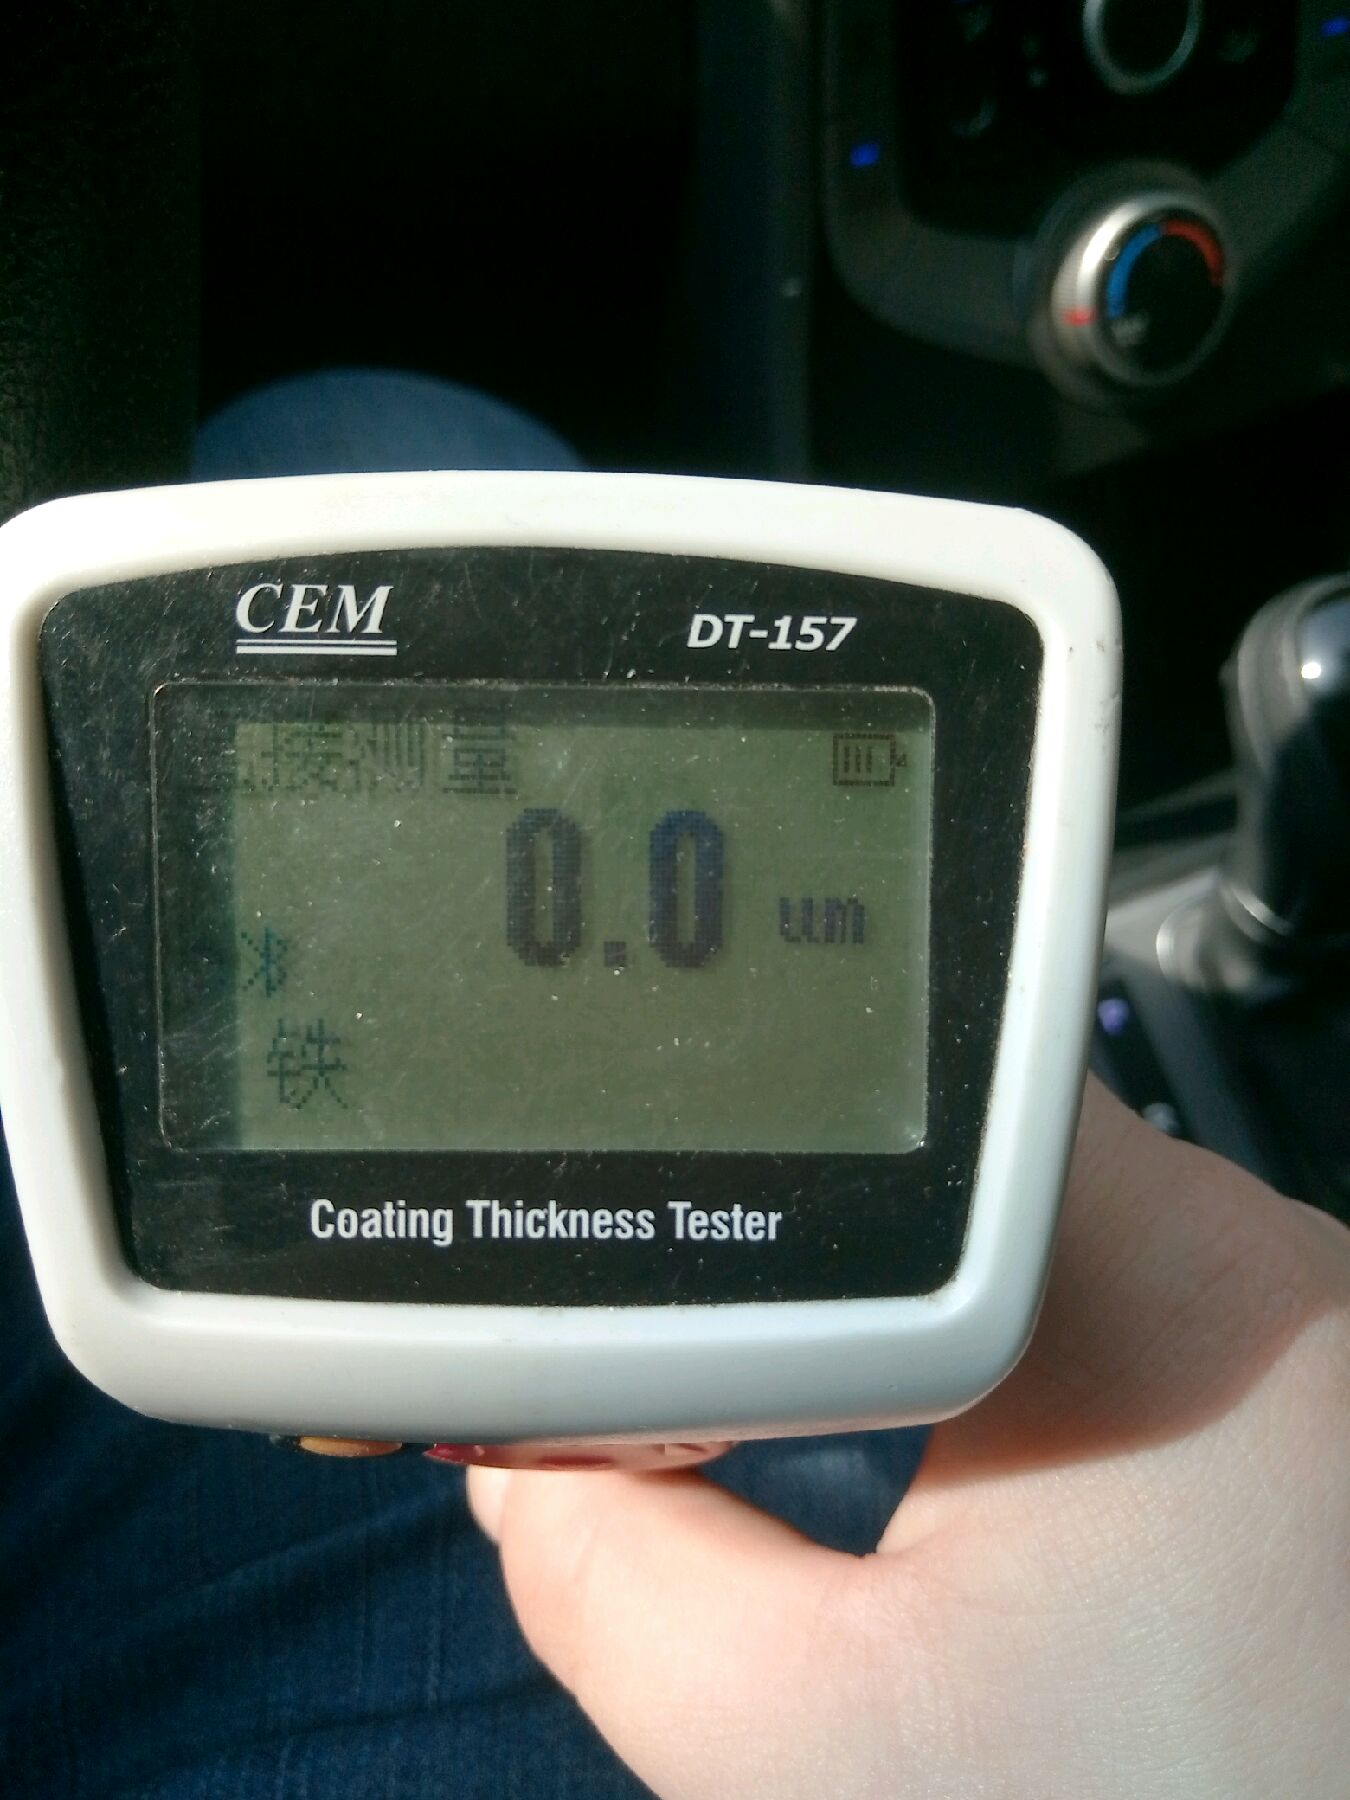 CEM
DT-157
接测量
0.0 um
铁
Coating Thickness Tester